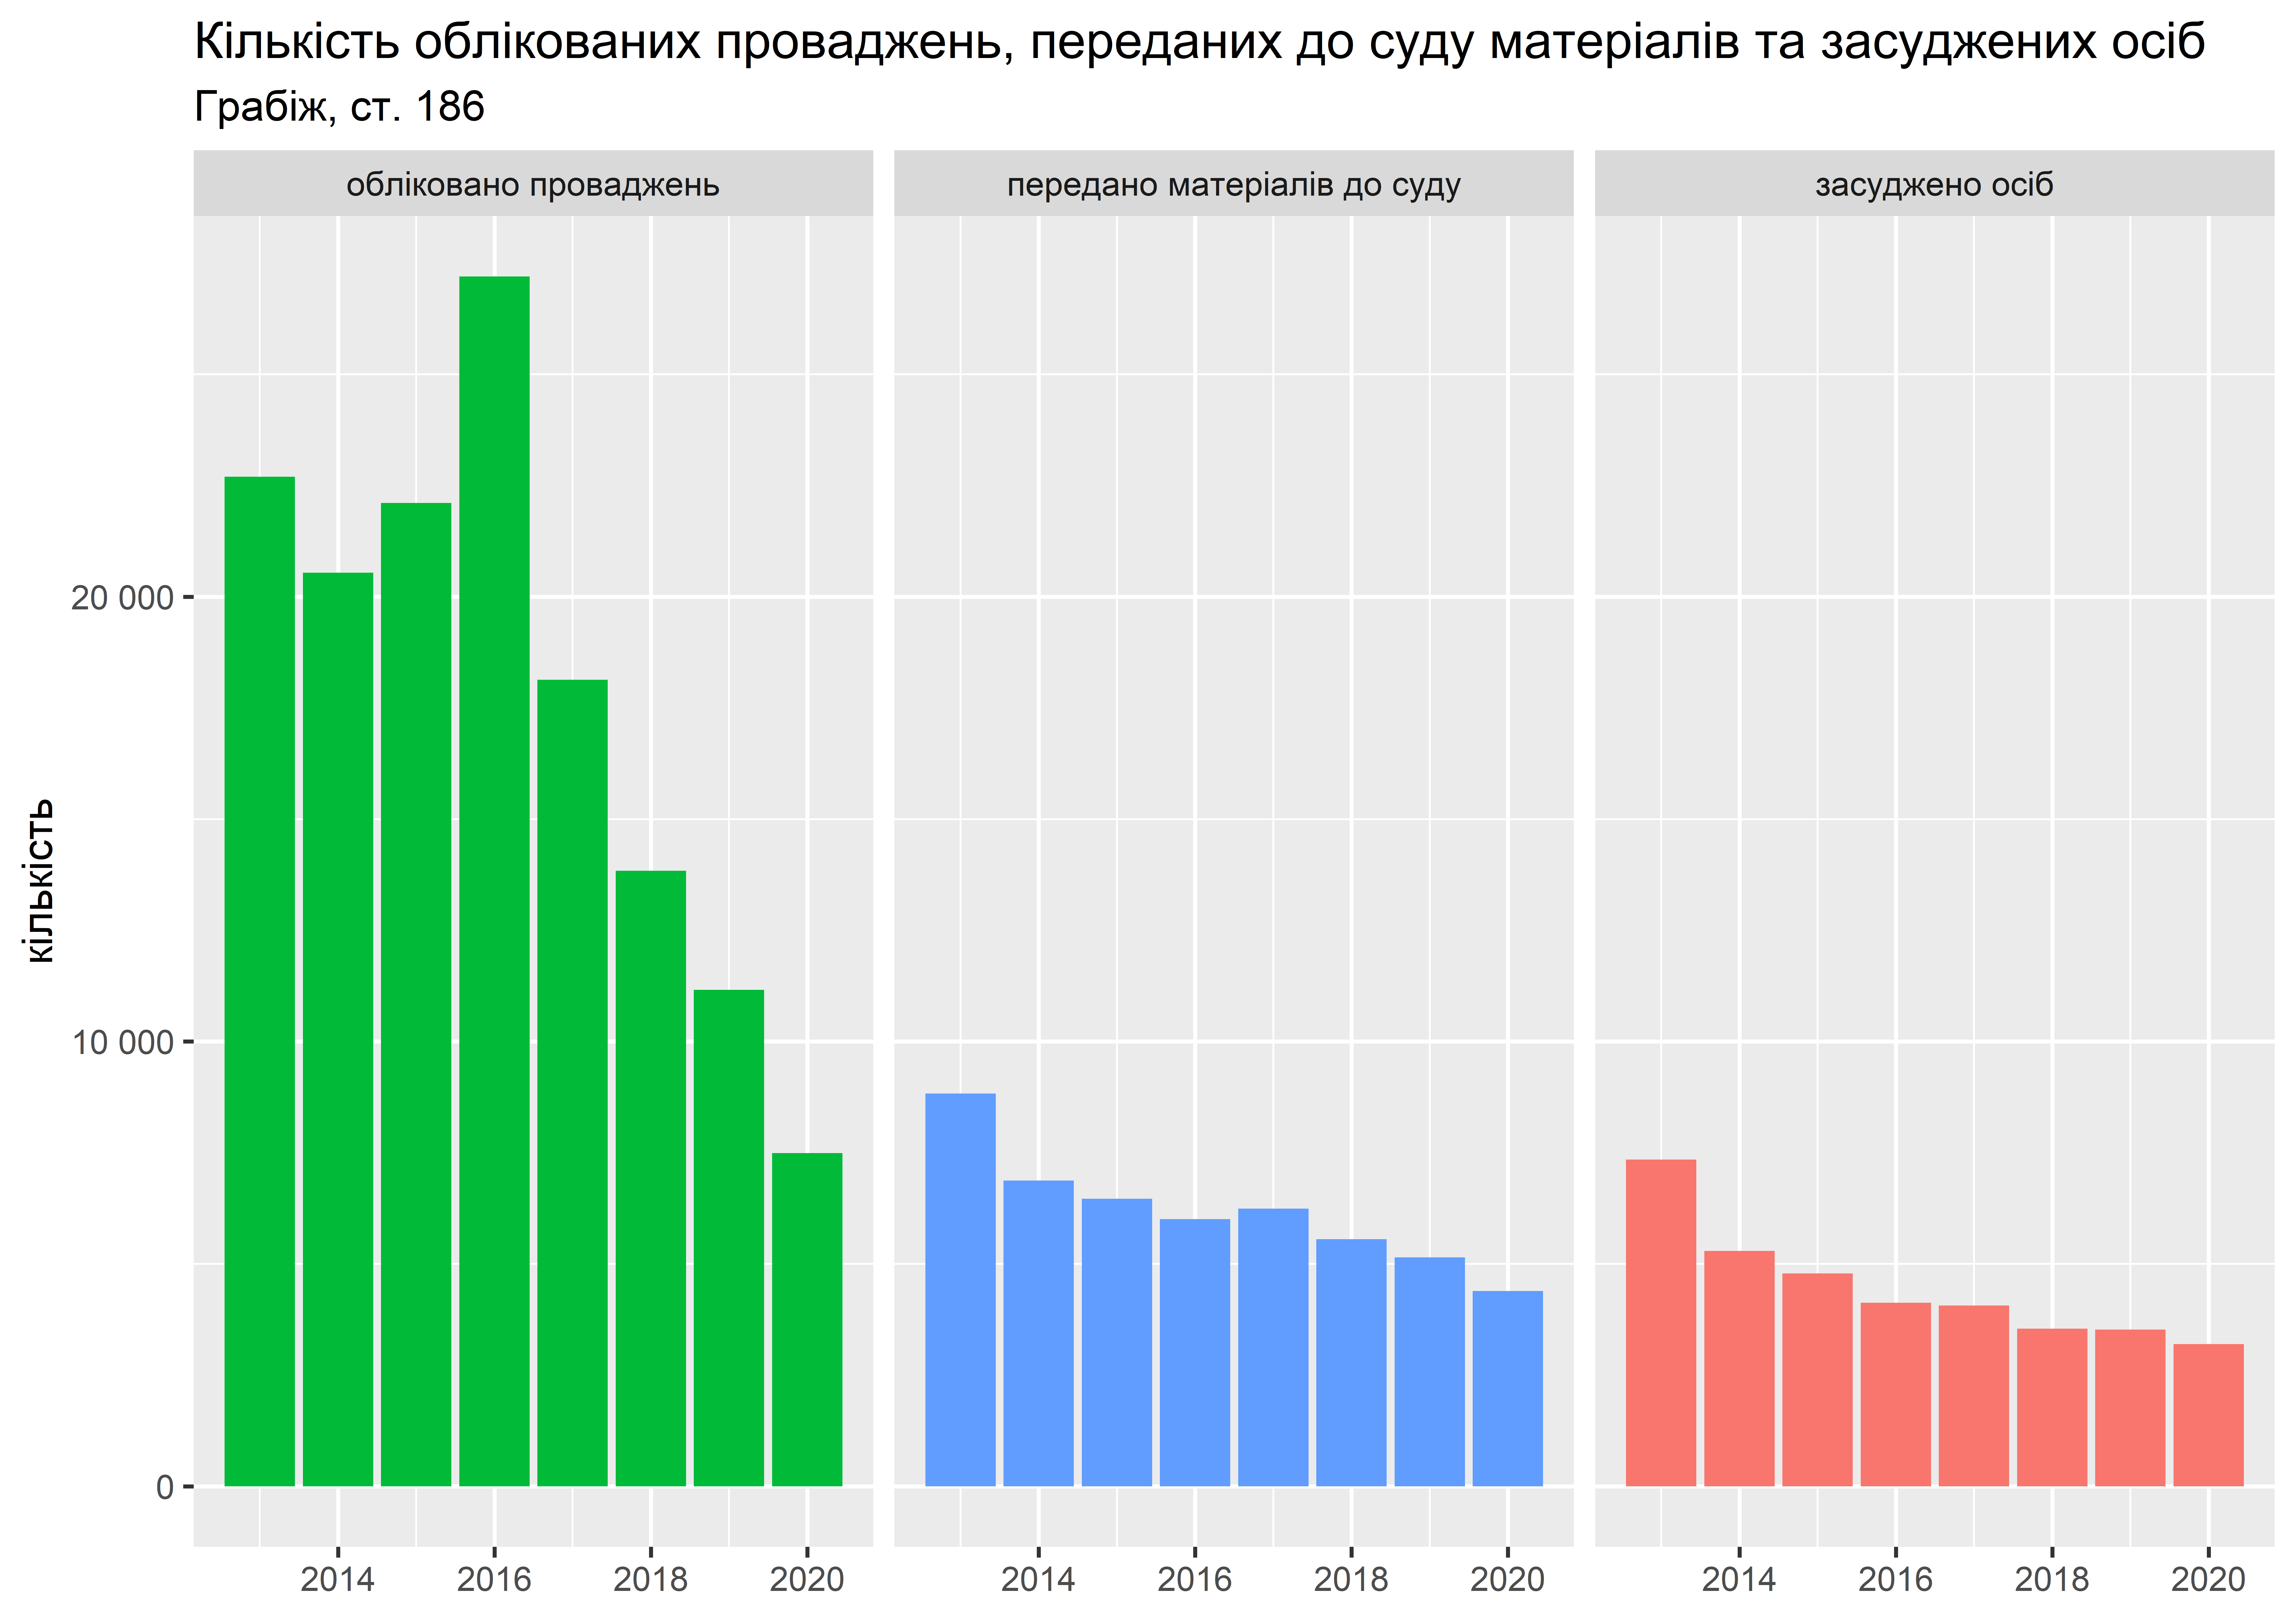 Кількість облікованих проваджень, переданих до суду матеріалів та засуджених осіб
Грабіж, ст. 186
обліковано проваджень
передано матеріалів до суду
засуджено осіб
кількість
20 000
10 000
0
2014 2016 2018 2020
2014 2016 2018 2020
2014 2016 2018 2020